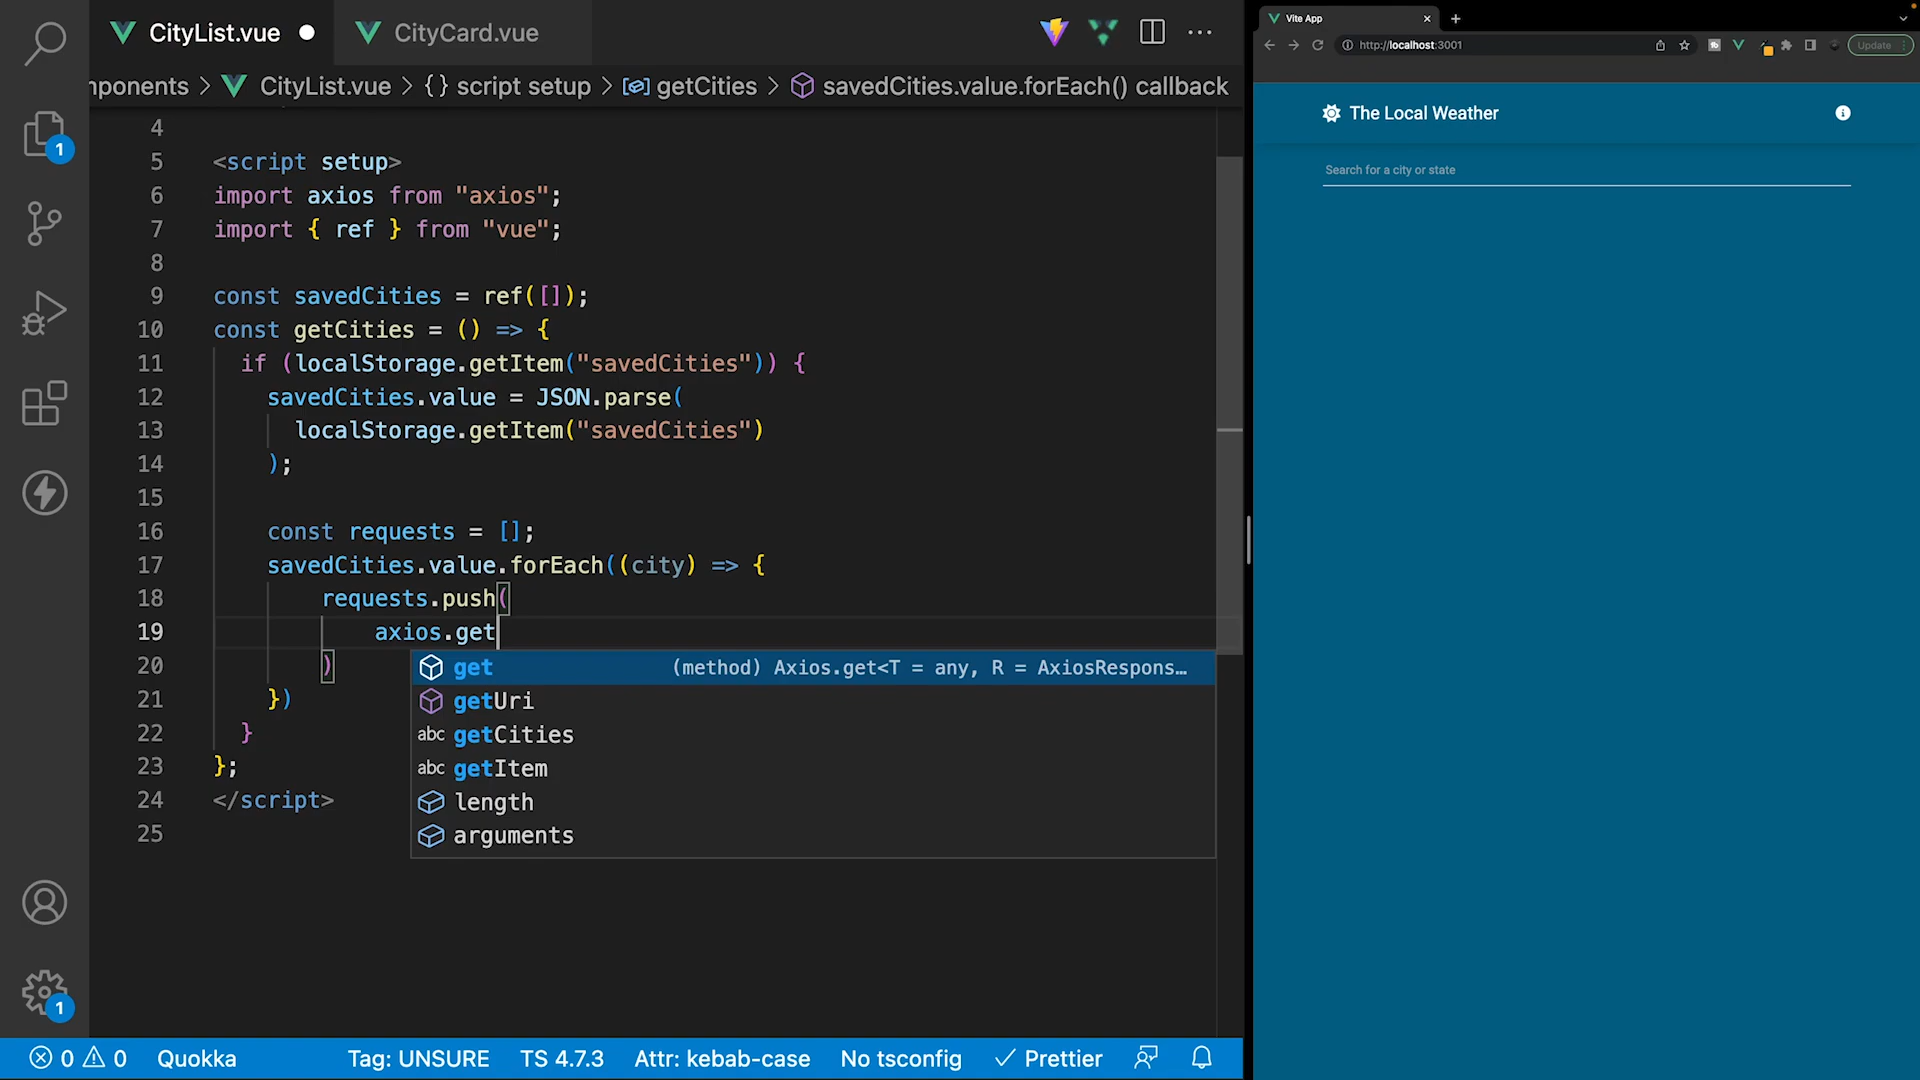 CityList.vue
CityCard.vue
mponents > CityList.vue > {} script setup > getCities > savedCities.value.forEach() callback
4
5 <script setup>
6 import axios from "axios";
7 import { ref } from "vue";
8
9 const savedCities = ref([]);
10 const getCities = () => {
11 if (localStorage.getItem("savedCities")) {
12 savedCities.value = JSON.parse(
13 localStorage.getItem("savedCities")
14 );
15
16 const requests = [];
17 savedCities.value.forEach((city) => {
18 requests.push(
19 axios.get
20 )
21 })
22 }
23 };
24 </script>
25
get (method) Axios.get<T = any, R = AxiosRespons…
getUri
abc getCities
abc getItem
length
arguments
1
1
0 0 Quokka Tag: UNSURE TS 4.7.3 Attr: kebab-case No tsconfig Prettier
Vite App
http://localhost:3001
Update
The Local Weather
Search for a city or state